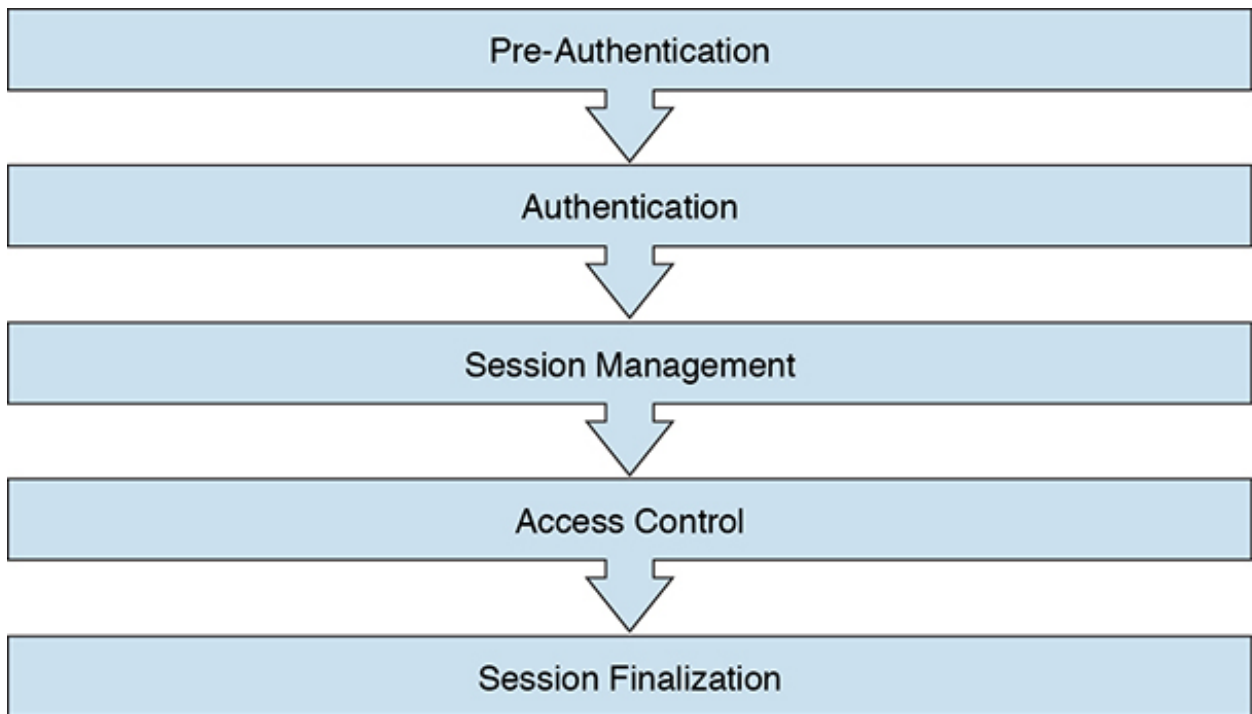 Pre-Authentication
Authentication
Session Management
Access Control
Session Finalization